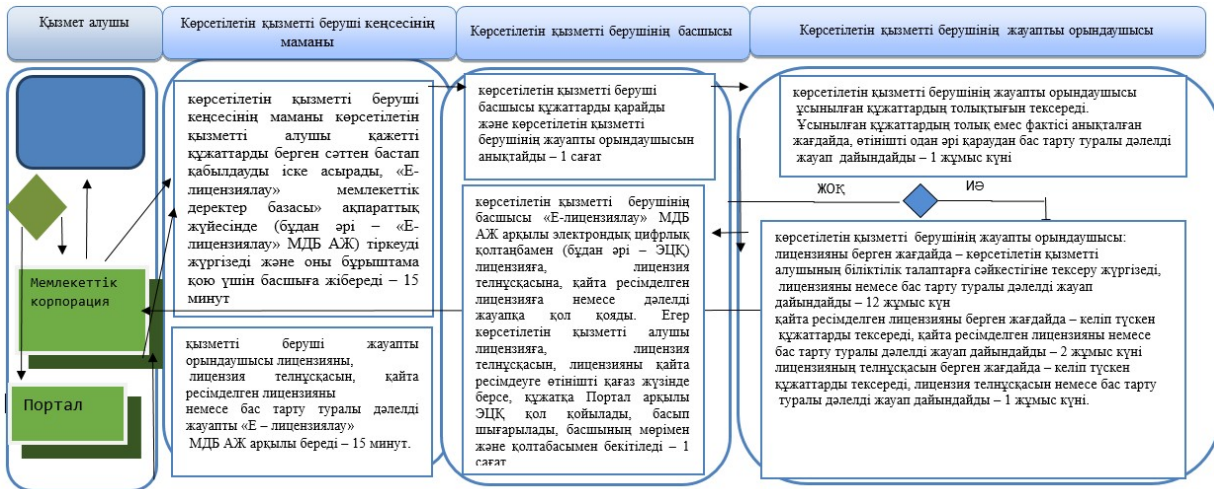 Қызмет алушы
Көрсетілетін қызметті беруші кеңсесінің
маманы
Көрсетілетін қызметті берушінің басшысы
Көрсетілетін қызметті берушінің жауаптыы орындаушысы
Мемлекеттік
корпорация
Портал
көрсетілетін қызметті беруші
кеңсесінің маманы көрсетілетін
қызметті алушы қажетті
құжаттарды берген сәттен бастап
қабылдауды іске асырады, «Е-
лицензиялау» мемлекеттік
деректер базасы» ақпараттық
жүйесінде (бұдан әрі – «Е-
лицензиялау» МДБ АЖ) тіркеуді
жүргізеді және оны бұрыштама
қою үшін басшыға жібереді – 15
минут
қызметті беруші жауапты
орындаушысы лицензияны,
лицензия телнұсқасын, қайта
ресімделген лицензияны
немесе бас тарту туралы дәлелді
жауапты «Е – лицензиялау»
МДБ АЖ арқылы береді – 15 минут.
көрсетілетін қызметті беруші
басшысы құжаттарды қарайды
және көрсетілетін қызметті
берушінің жауапты орындаушысын
анықтайды – 1 сағат
көрсетілетін қызметті берушінің
басшысы «Е-лицензиялау» МДБ
АЖ арқылы электрондық цифрлық
қолтаңбамен (бұдан әрі – ЭЦҚ)
лицензияға, лицензия
телнұсқасына, қайта ресімделген
лицензияға немесе дәлелді
жауапқа қол қояды. Егер
көрсетілетін қызметті алушы
лицензияға, лицензия
телнұсқасын, лицензияны қайта
ресімдеуге өтінішті қағаз жүзінде
берсе, құжатқа Портал арқылы
ЭЦҚ қол қойылады, басып
шығарылады, басшының мөрімен
және қолтабасымен бекітіледі – 1
сағат
көрсетілетін қызметті берушінің жауапты орындаушысы
ұсынылған құжаттардың толықтығын тексереді.
Ұсынылған құжаттардың толық емес фактісі анықталған
жағдайда, өтінішті одан әрі қараудан бас тарту туралы дәлелді
жауап дайындайды – 1 жұмыс күні
ЖОҚ
ИӘ
көрсетілетін қызметті берушінің жауапты орындаушысы:
лицензияны берген жағдайда – көрсетілетін қызметті
алушының біліктілік талаптарға сәйкестігіне тексеру жүргізеді,
лицензияны немесе бас тарту туралы дәлелді жауап
дайындайды – 12 жұмыс күн
қайта ресімделген лицензияны берген жағдайда – келіп түскен
құжаттарды тексереді, қайта ресімделген лицензияны немесе
бас тарту туралы дәлелді жауап дайындайды – 2 жұмыс күні
лицензияның телнұсқасын берген жағдайда – келіп түскен
құжаттарды тексереді, лицензия телнұсқасын немесе бас тарту
туралы дәлелді жауап дайындайды – 1 жұмыс күні.